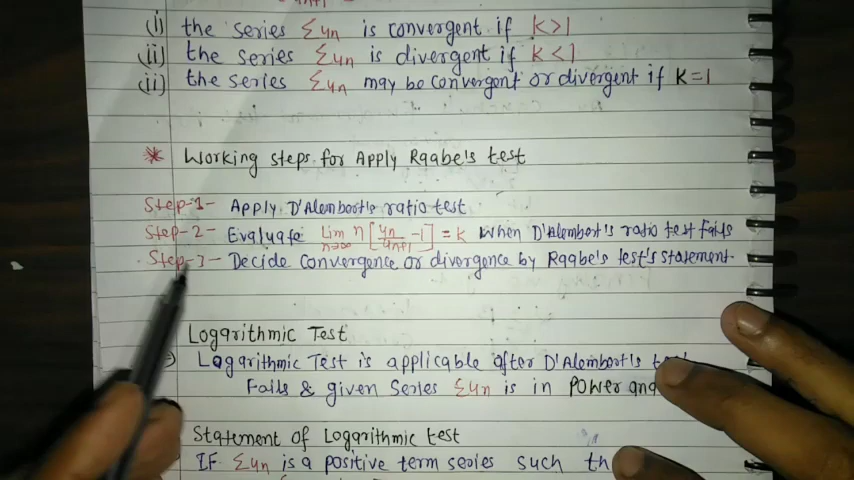 (i) the series Σun is convergent if K>1
(ii) the series Σun is divergent if K<1
(ii) the series Σun may be convergent or divergent if K=1
* Working steps for Apply Raabe's test
Step-1- Apply D'Alembert's ratio test
Step-2- Evaluate Lim n→∞ n[un/un+1 -1] = K when D'Alembert's ratio test fails
Step-3- Decide convergence or divergence by Raabe's test's statement.
Logarithmic Test
Logarithmic Test is applicable after D'Alembert's test
Fails & given series Σun is in power and
Statement of Logarithmic test
IF Σun is a positive term series such th